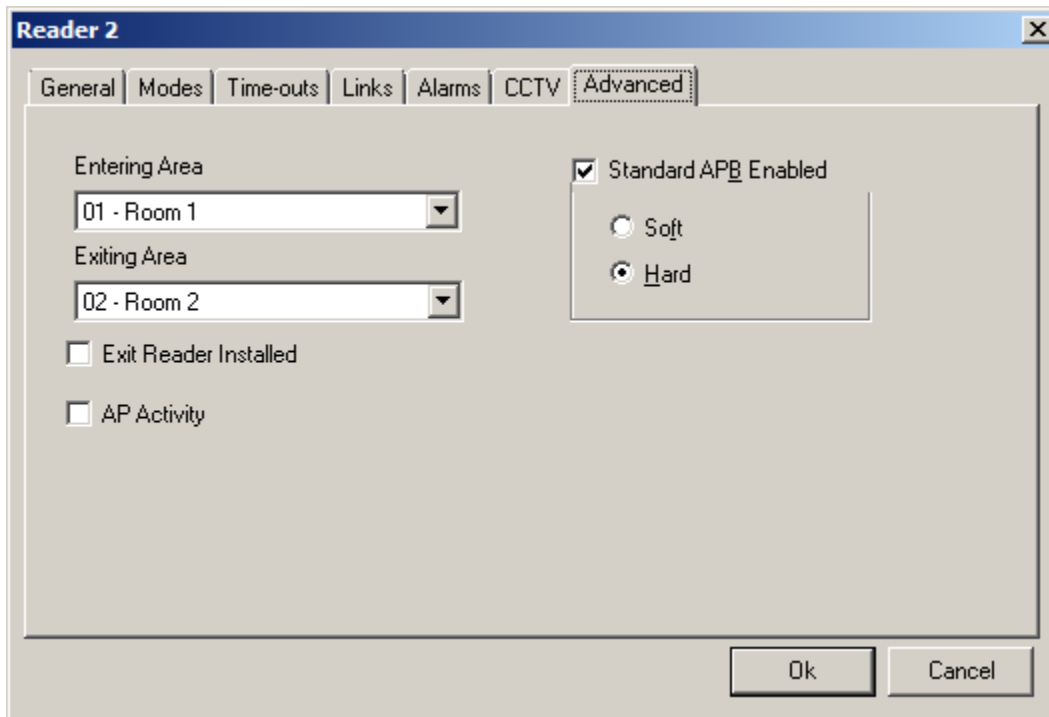 Reader 2
General Modes Time-outs Links Alarms CCTV Advanced
Entering Area
01 - Room 1
Exiting Area
02 - Room 2
Exit Reader Installed
AP Activity
Standard APB Enabled
Soft
Hard
Ok Cancel